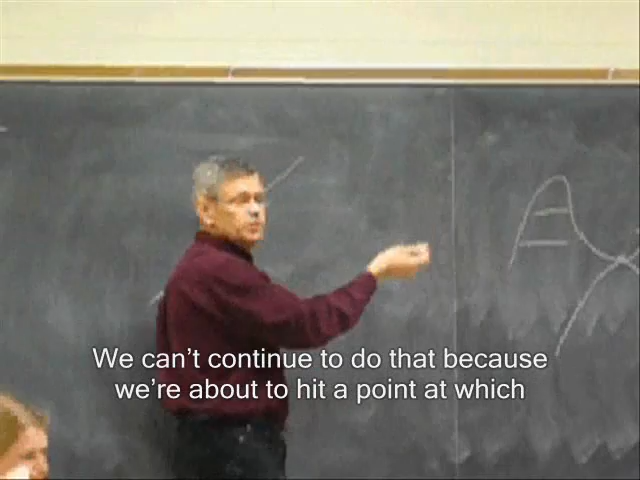 We can't continue to do that because
we're about to hit a point at which